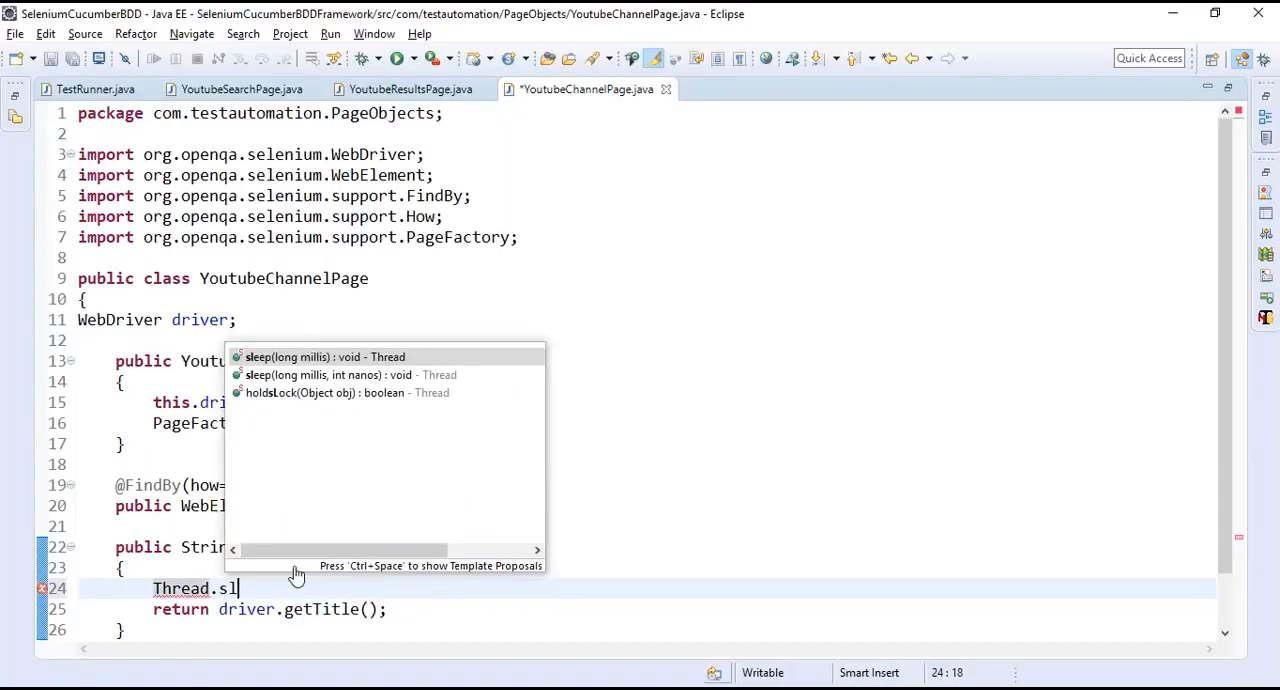 SeleniumCucumberBDD - Java EE - SeleniumCucumberBDDFramework/src/com/testautomation/PageObjects/YoutubeChannelPage.java - Eclipse
File Edit Source Refactor Navigate Search Project Run Window Help
Quick Access
TestRunner.java YoutubeSearchPage.java YoutubeResultsPage.java *YoutubeChannelPage.java
1 package com.testautomation.PageObjects;
2
3 import org.openqa.selenium.WebDriver;
4 import org.openqa.selenium.WebElement;
5 import org.openqa.selenium.support.FindBy;
6 import org.openqa.selenium.support.How;
7 import org.openqa.selenium.support.PageFactory;
8
9 public class YoutubeChannelPage
10 {
11 WebDriver driver;
12
13 public Youtu
14 {
15 this.dri
16 PageFact
17 }
18
19 @FindBy(how=
20 public WebEl
21
22 public Strin
23 {
24 Thread.sl
25 return driver.getTitle();
26 }
sleep(long millis) : void - Thread
sleep(long millis, int nanos) : void - Thread
holdsLock(Object obj) : boolean - Thread
Press 'Ctrl+Space' to show Template Proposals
Writable Smart Insert 24 : 18